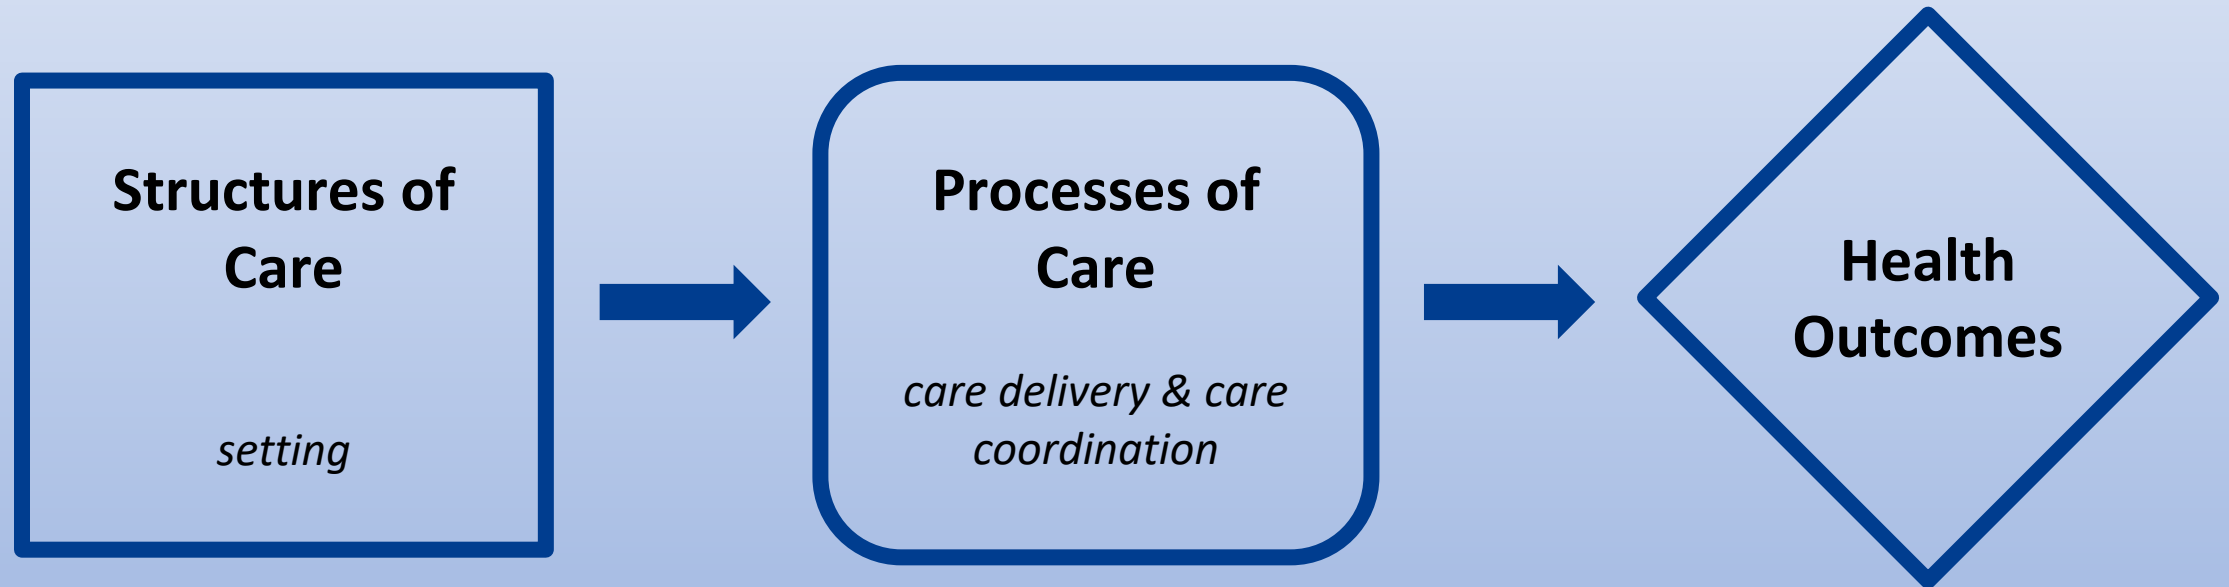 Structures of
Care
setting
Processes of
Care
care delivery & care
coordination
Health
Outcomes